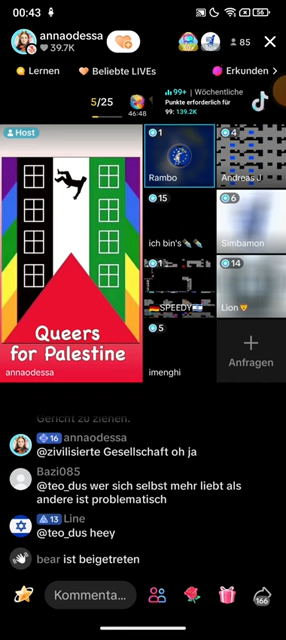 00:43
56
annaodessa
39.7K
85
Lernen
Beliebte LIVEs
Erkunden
5/25
46:48
99+ Wöchentliche
Punkte erforderlich für
99: 139.2K
Host
1
Rambo
4
Andreas J
15
ich bin's
6
Simbamon
1
SPEEDY
14
Lion
5
imenghi
Anfragen
Queers
for Palestine
annaodessa
Gericht zu ziehen.
16 annaodessa
@zivilisierte Gesellschaft oh ja
Bazi085
@teo_dus wer sich selbst mehr liebt als
andere ist problematisch
13 Line
@teo_dus heey
bear ist beigetreten
Kommenta...
166